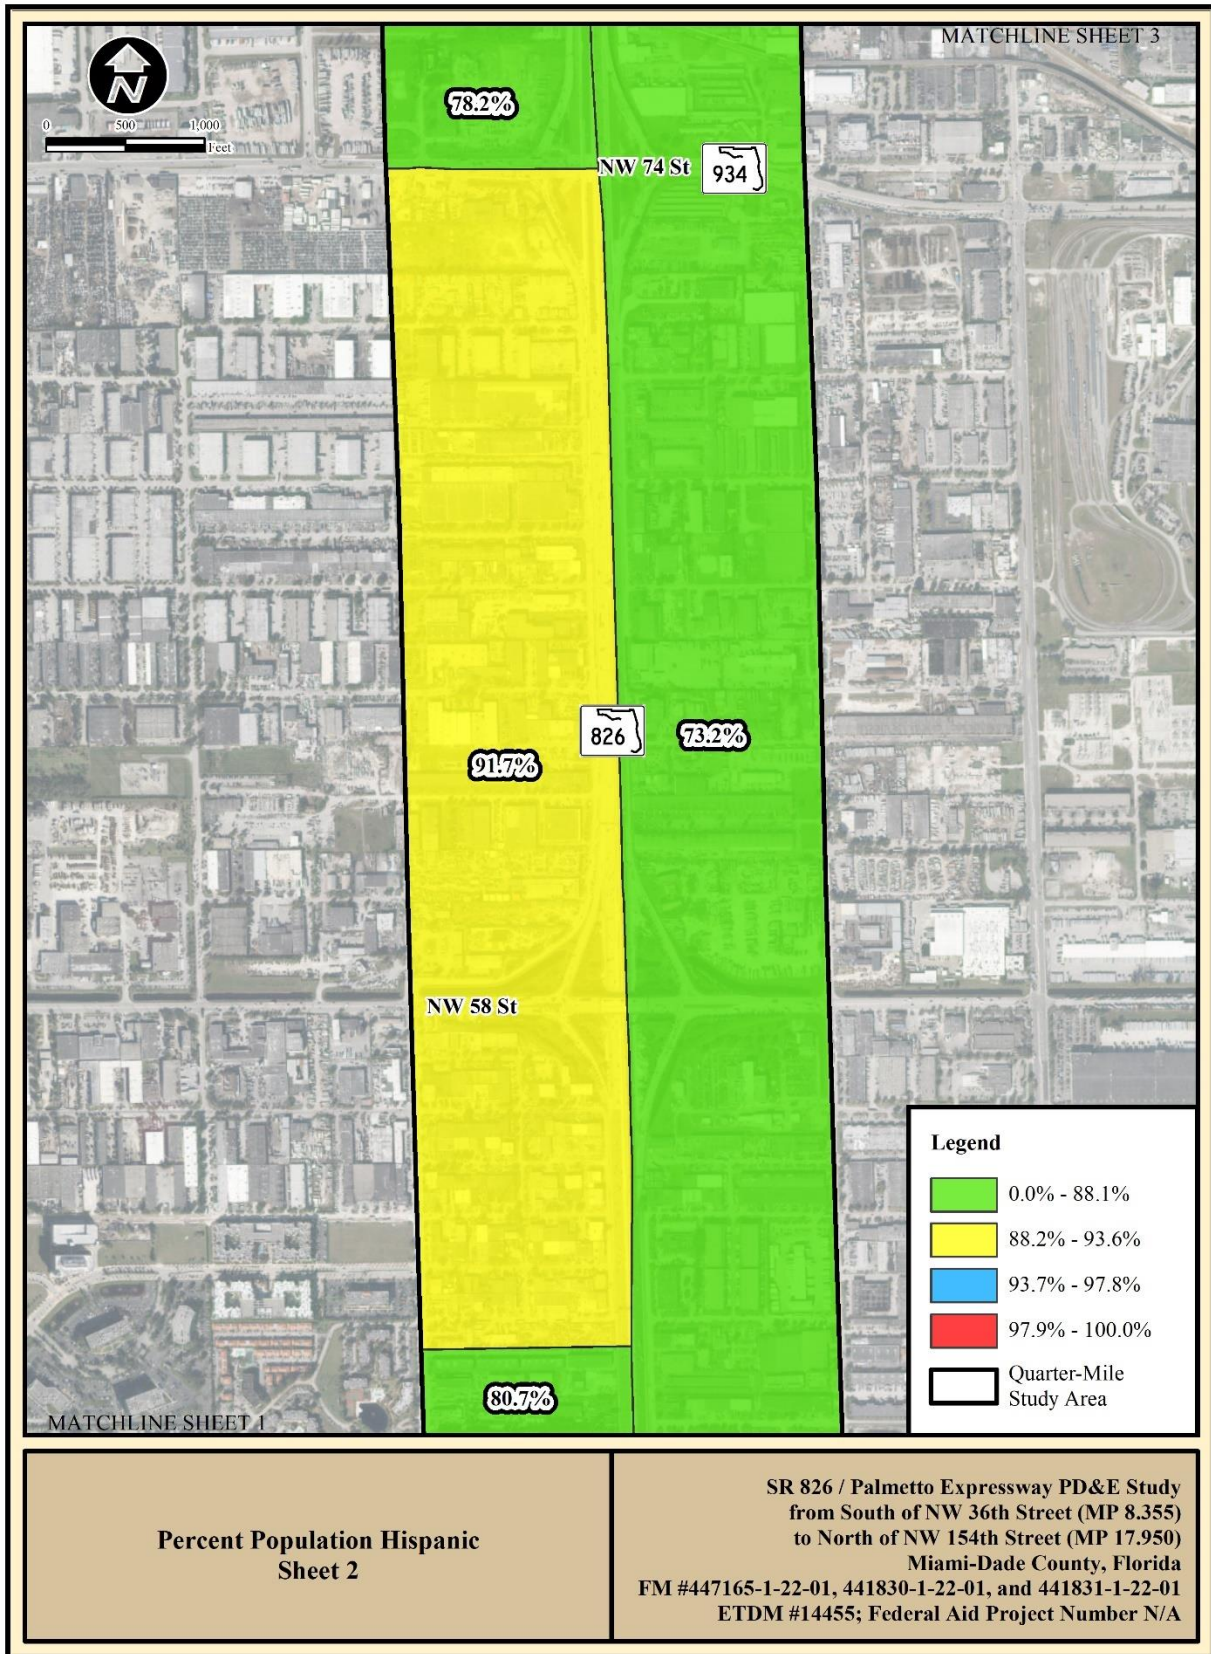 MATCHLINE SHEET 3
N
0 500 1,000
Feet
78.2%
NW 74 St
934
826
73.2%
91.7%
NW 58 St
80.7%
MATCHLINE SHEET 1
Legend
0.0% - 88.1%
88.2% - 93.6%
93.7% - 97.8%
97.9% - 100.0%
Quarter-Mile
Study Area
Percent Population Hispanic
Sheet 2
SR 826 / Palmetto Expressway PD&E Study
from South of NW 36th Street (MP 8.355)
to North of NW 154th Street (MP 17.950)
Miami-Dade County, Florida
FM #447165-1-22-01, 441830-1-22-01, and 441831-1-22-01
ETDM #14455; Federal Aid Project Number N/A